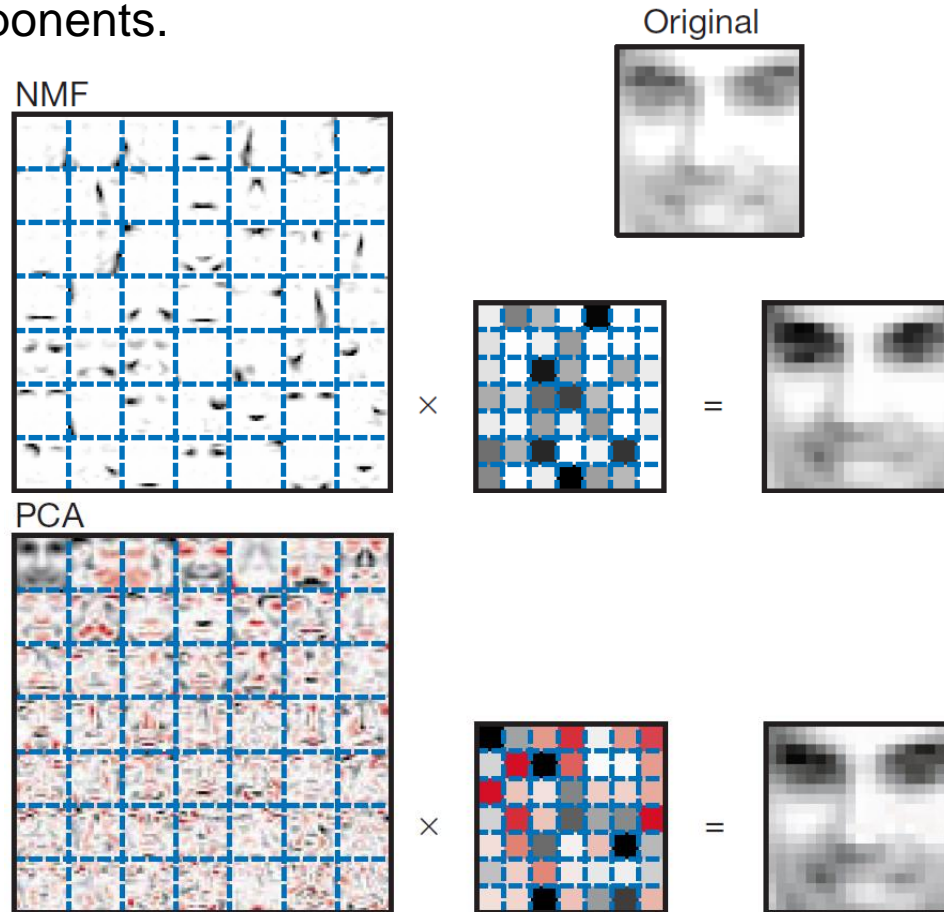 ponents.
Original
NMF
× =
PCA
× =